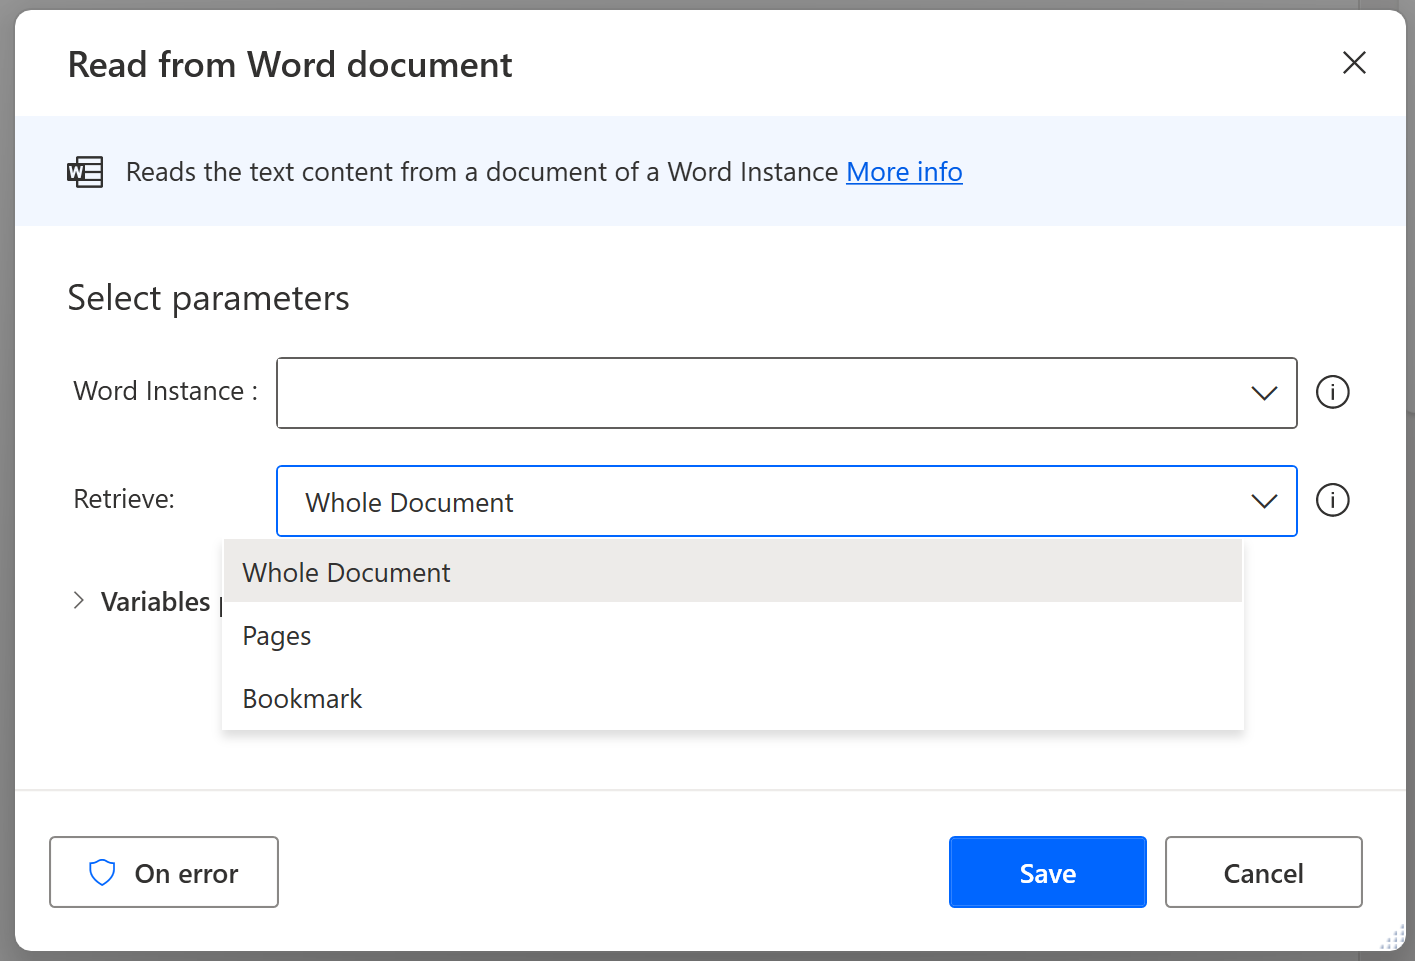 Read from Word document
W
Reads the text content from a document of a Word Instance More info
Select parameters
Word Instance :
Retrieve:
Whole Document
Whole Document
Variables
Pages
Bookmark
On error
Save
Cancel